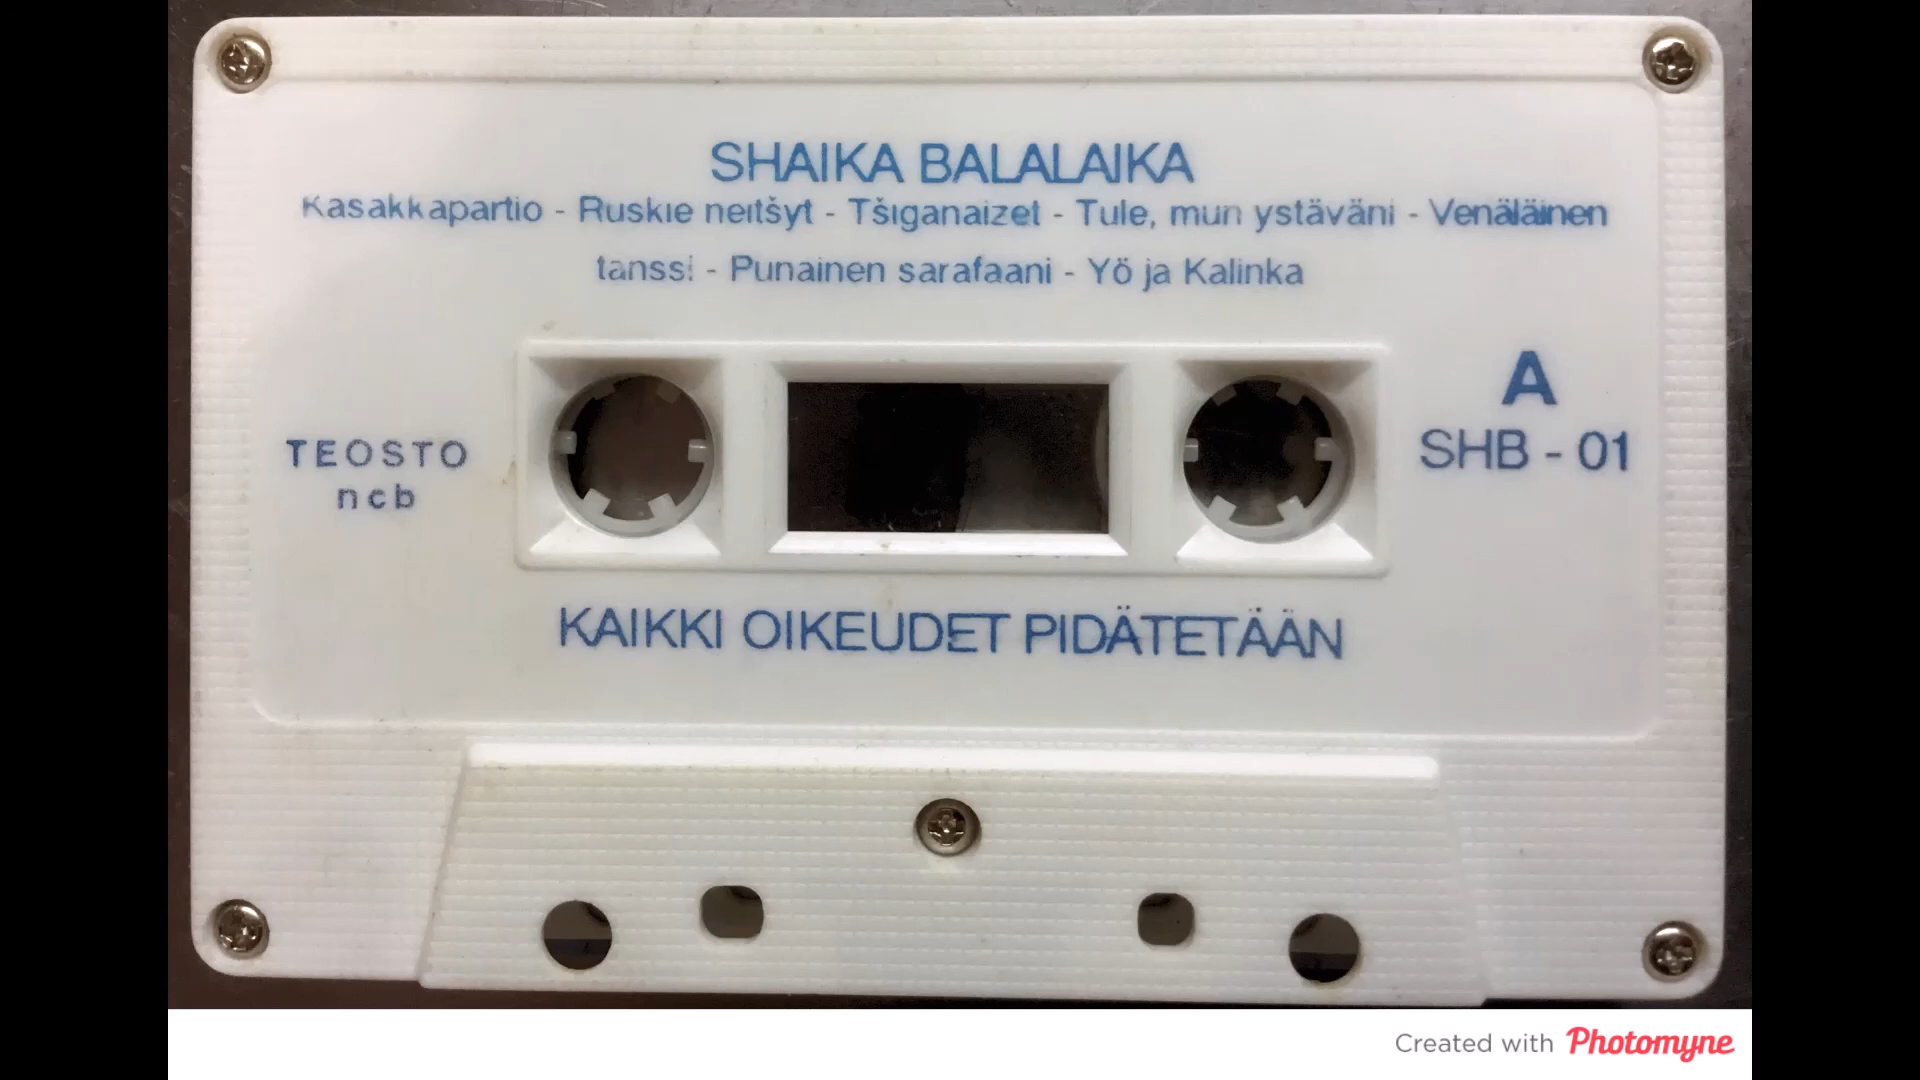 SHAIKA BALALAIKA
Kasakkapartio - Ruskie neitšyt - Tšiganaizet - Tule, mun ystäväni - Venäläinen
tanssi - Punainen sarafaani - Yö ja Kalinka
A
TEOSTO
SHB - 01
ncb
KAIKKI OIKEUDET PIDÄTETÄÄN
Created with Photomyne